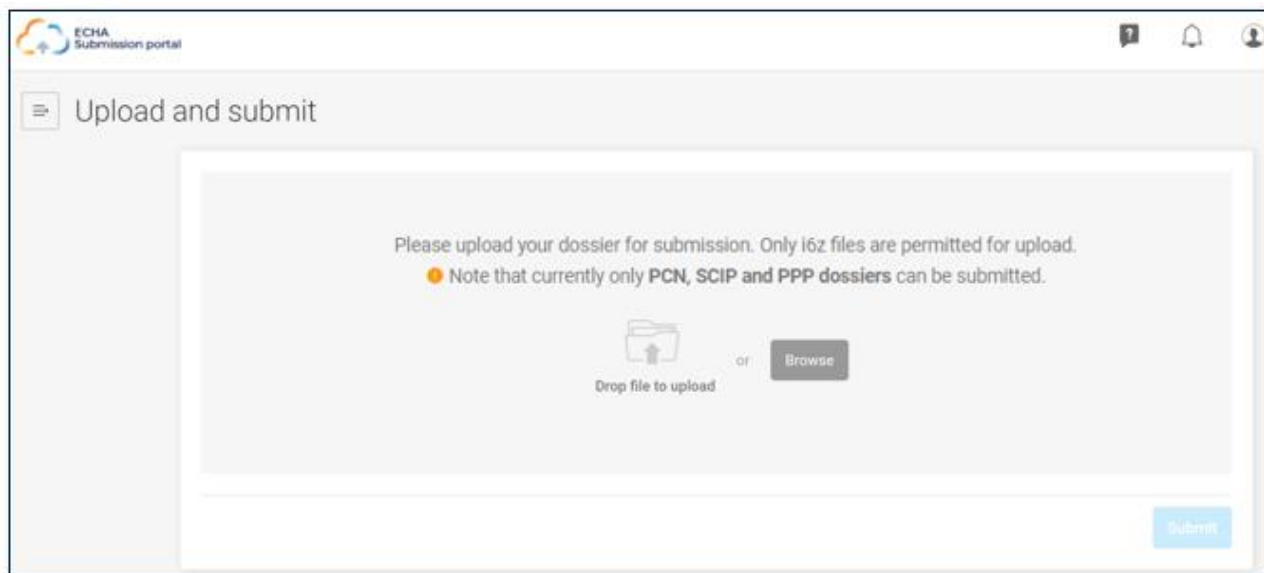 ECHA
Submission portal
Upload and submit
Please upload your dossier for submission. Only i6z files are permitted for upload.
Note that currently only PCN, SCIP and PPP dossiers can be submitted.
or
Browse
Drop file to upload
Submit